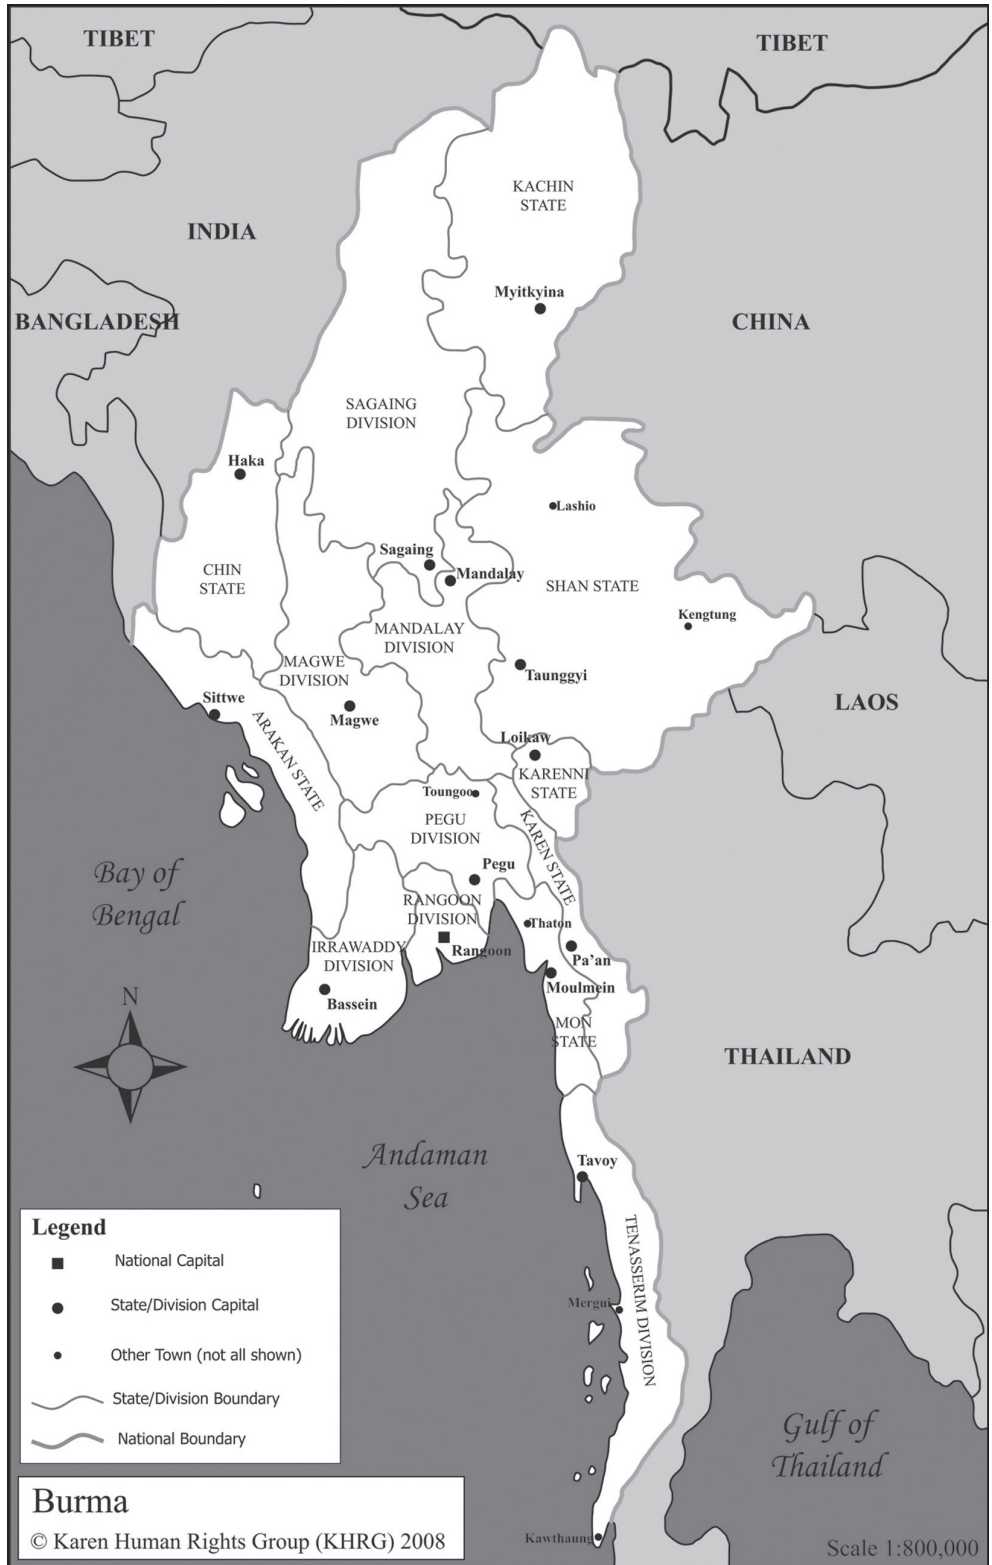 TIBET
TIBET
KACHIN
STATE
INDIA
Myitkyina
BANGLADESH
CHINA
SAGAING
DIVISION
Haka
Lashio
Sagaing
Mandalay
CHIN
STATE
SHAN STATE
Kengtung
MANDALAY
DIVISION
MAGWE
DIVISION
Taunggyi
Sittwe
Magwe
LAOS
ARAKAN STATE
Loikaw
KARENNI
STATE
Toungoo
PEGU
DIVISION
KAREN STATE
Pegu
Bay of
Bengal
RANGOON
DIVISION
Thaton
IRRAWADDY
DIVISION
Rangoon
Pa'an
Moulmein
Bassein
N
MON
STATE
THAILAND
Andaman
Sea
Tavoy
TENASSERIM DIVISION
Mergui
Legend
National Capital
State/Division Capital
Other Town (not all shown)
State/Division Boundary
National Boundary
Gulf of
Thailand
Burma
© Karen Human Rights Group (KHRG) 2008
Kawthaung
Scale 1:800,000